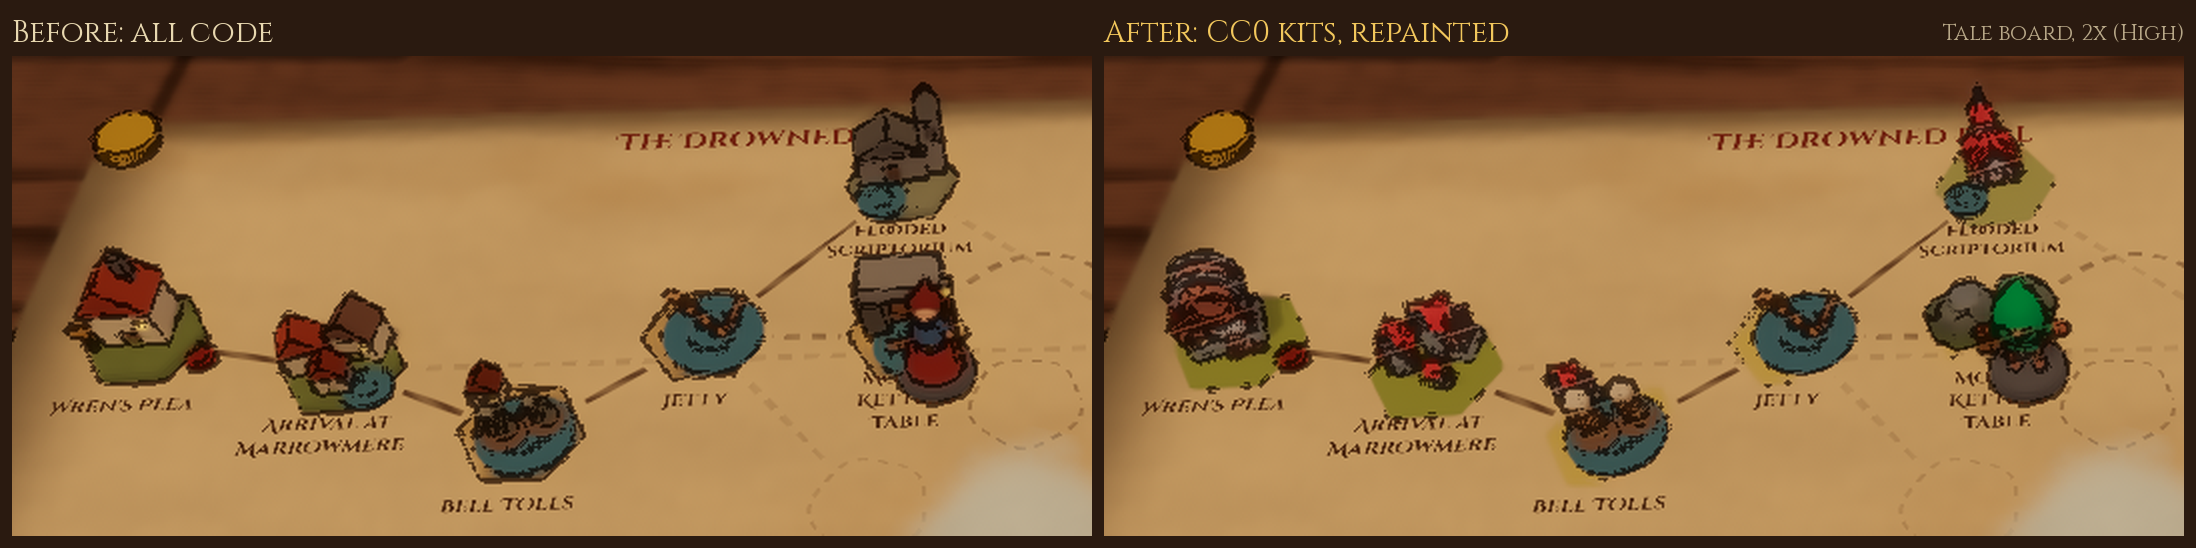 BEFORE: ALL CODE
AFTER: CC0 KITS, REPAINTED
TALE BOARD, 2X (HIGH)
THE DROWNED
FLOODED
SCRIPTORIUM
WREN'S PLEA
ARRIVAL AT
MARROWMERE
BELL TOLLS
JETTY
TABLE
THE DROWNED
FLOODED
SCRIPTORIUM
WREN'S PLEA
ARRIVAL AT
MARROWMERE
BELL TOLLS
JETTY
TABLE